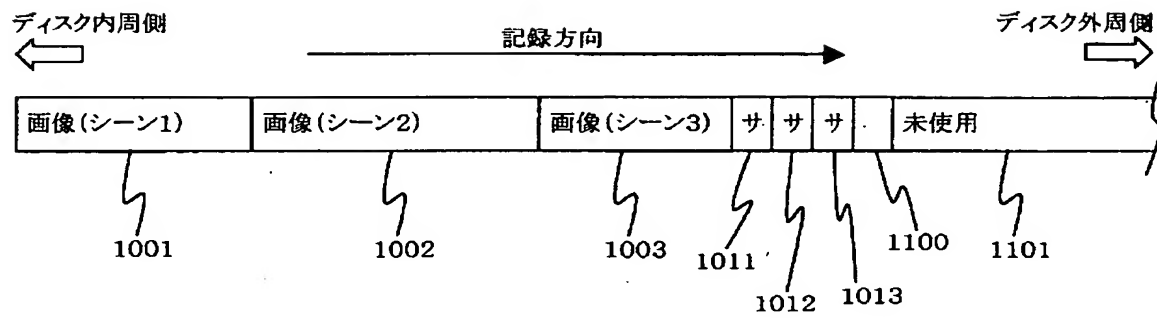 ディスク内周側
ディスク外周側
記録方向
画像(シーン1)
画像(シーン2)
画像(シーン3)
サ
サ
サ
未使用
1001
1002
1003
1011
1012
1013
1100
1101